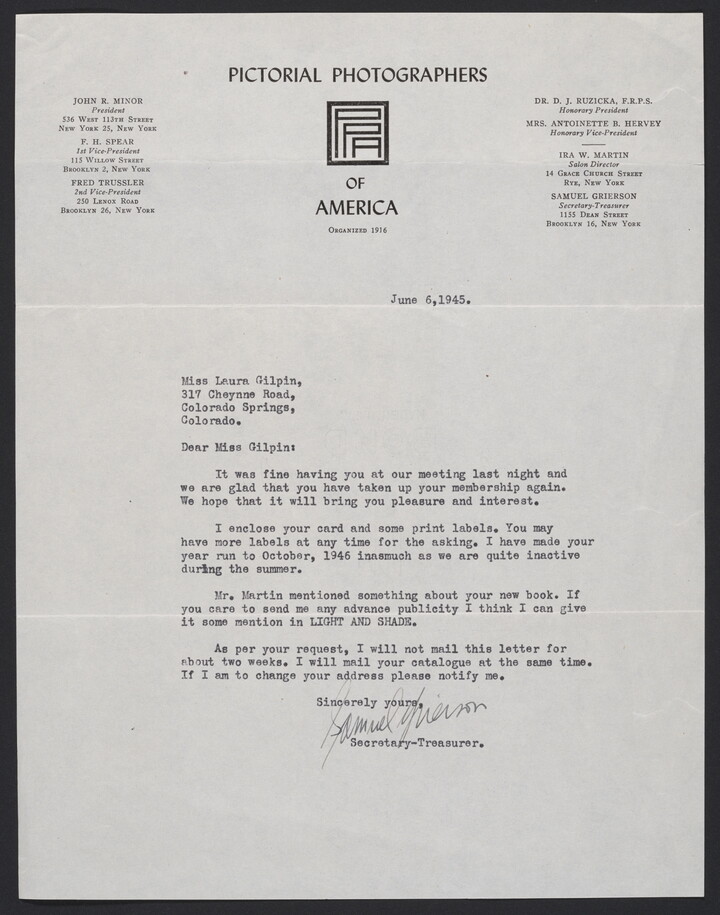 PICTORIAL PHOTOGRAPHERS
PPA
OF
AMERICA
ORGANIZED 1916
JOHN R. MINOR
President
536 WEST 113TH STREET
NEW YORK 25, NEW YORK
F. H. SPEAR
1st Vice-President
115 WILLOW STREET
BROOKLYN 2, NEW YORK
FRED TRUSSLER
2nd Vice-President
250 LENOX ROAD
BROOKLYN 26, NEW YORK
DR. D. J. RUZICKA, F.R.P.S.
Honorary President
MRS. ANTOINETTE B. HERVEY
Honorary Vice-President
IRA W. MARTIN
Salon Director
14 GRACE CHURCH STREET
RYE, NEW YORK
SAMUEL GRIERSON
Secretary-Treasurer
1155 DEAN STREET
BROOKLYN 16, NEW YORK
June 6,1945.
Miss Laura Gilpin,
317 Cheynne Road,
Colorado Springs,
Colorado.
Dear Miss Gilpin:
It was fine having you at our meeting last night and
we are glad that you have taken up your membership again.
We hope that it will bring you pleasure and interest.
I enclose your card and some print labels. You may
have more labels at any time for the asking. I have made your
year run to October, 1946 inasmuch as we are quite inactive
during the summer.
Mr. Martin mentioned something about your new book. If
you care to send me any advance publicity I think I can give
it some mention in LIGHT AND SHADE.
As per your request, I will not mail this letter for
about two weeks. I will mail your catalogue at the same time.
If I am to change your address please notify me.
Sincerely yours,
Samuel Grierson
Secretary-Treasurer.